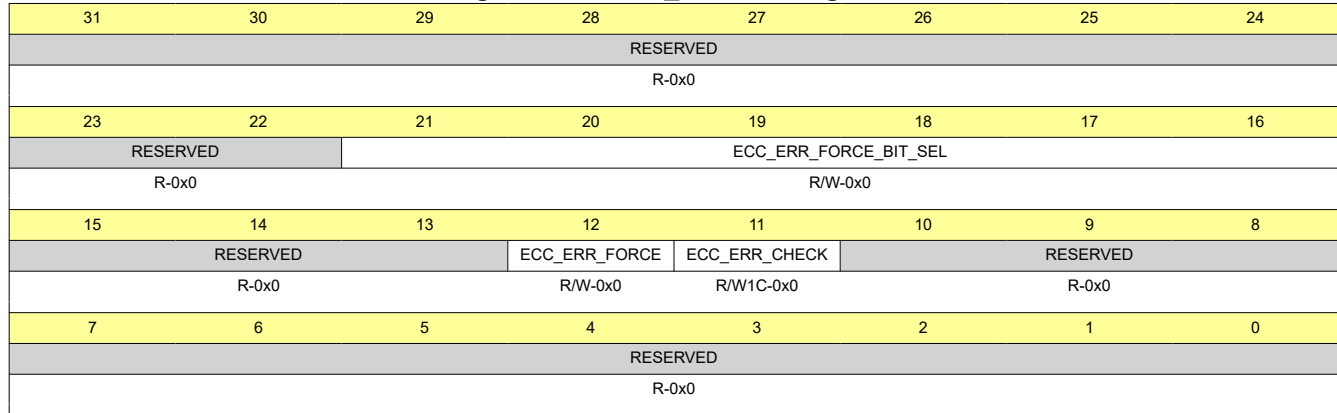 31 30 29 28 27 26 25 24
RESERVED
R-0x0
23 22 21 20 19 18 17 16
RESERVED ECC_ERR_FORCE_BIT_SEL
R-0x0 R/W-0x0
15 14 13 12 11 10 9 8
RESERVED ECC_ERR_FORCE ECC_ERR_CHECK RESERVED
R-0x0 R/W-0x0 R/W1C-0x0 R-0x0
7 6 5 4 3 2 1 0
RESERVED
R-0x0